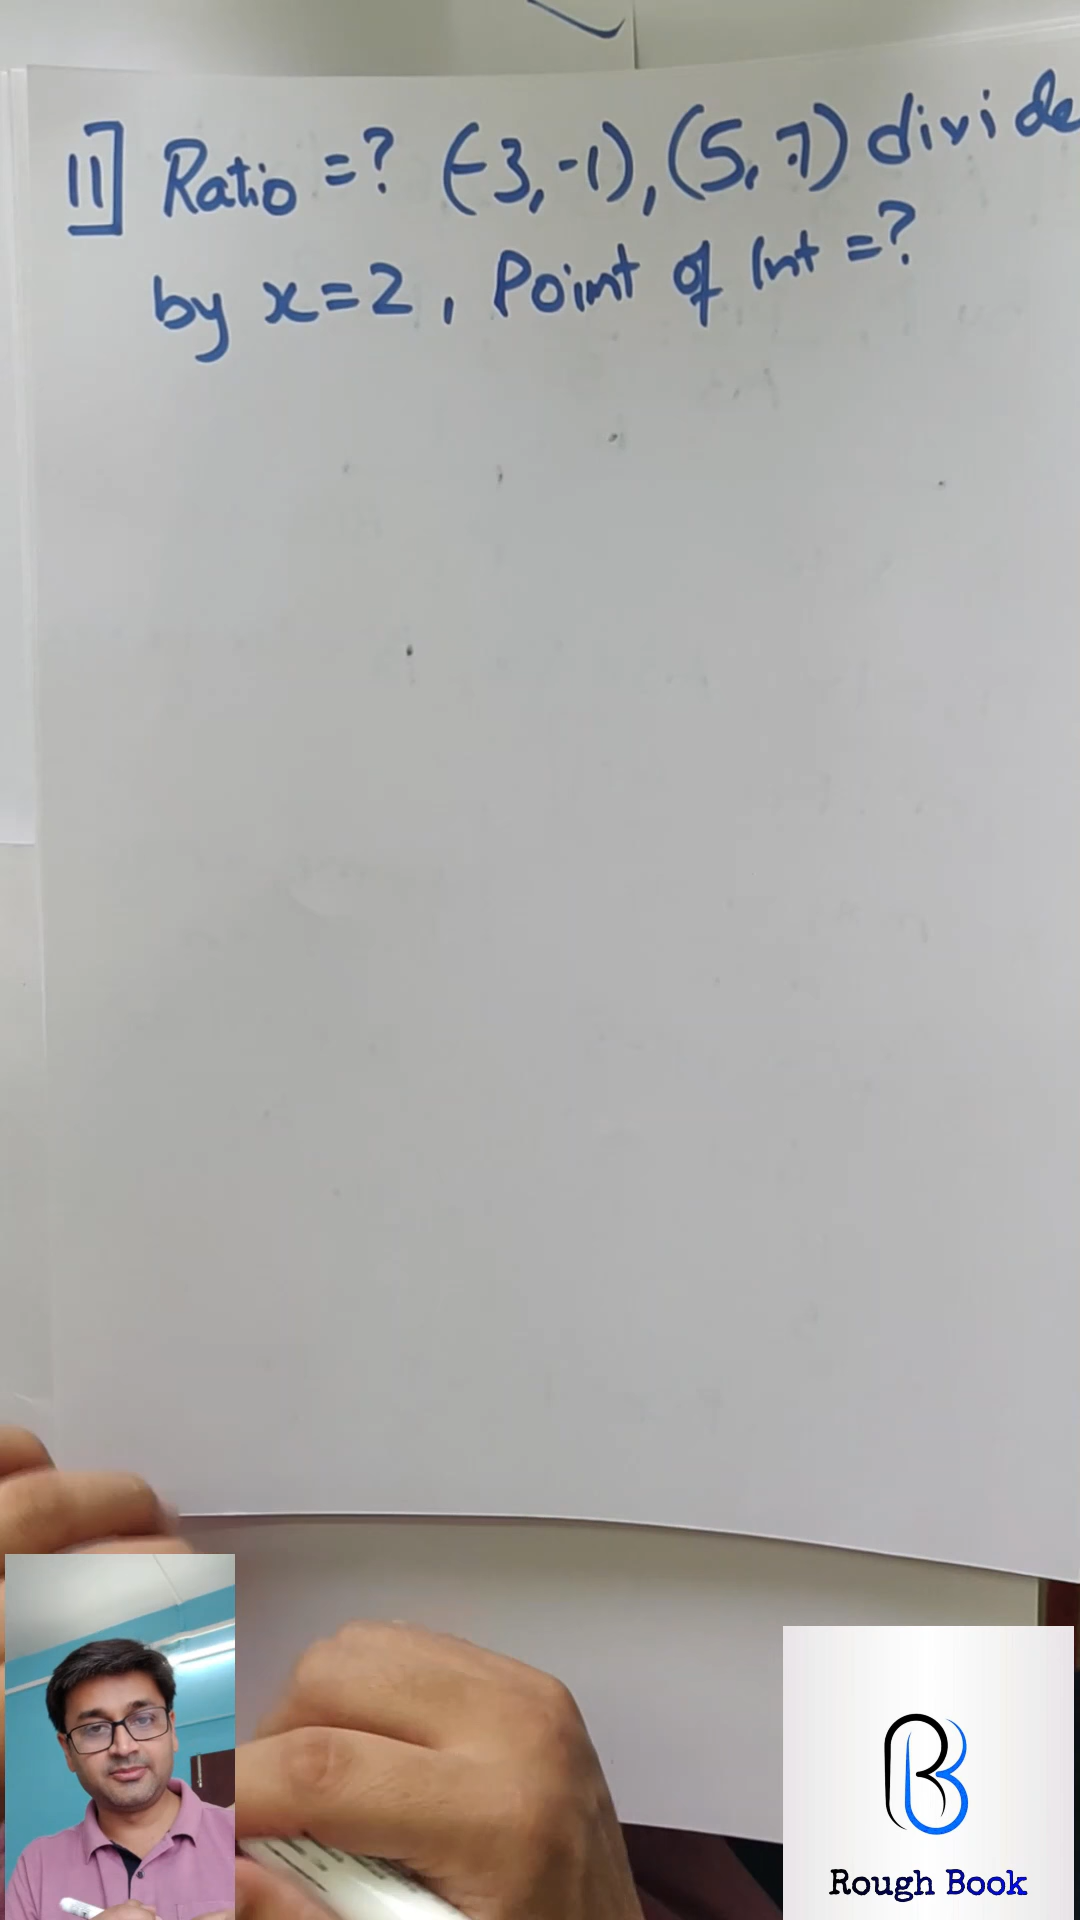 11] Ratio =? (-3,-1), (5,7) divide
by x=2, Point of Int =?
Rough Book